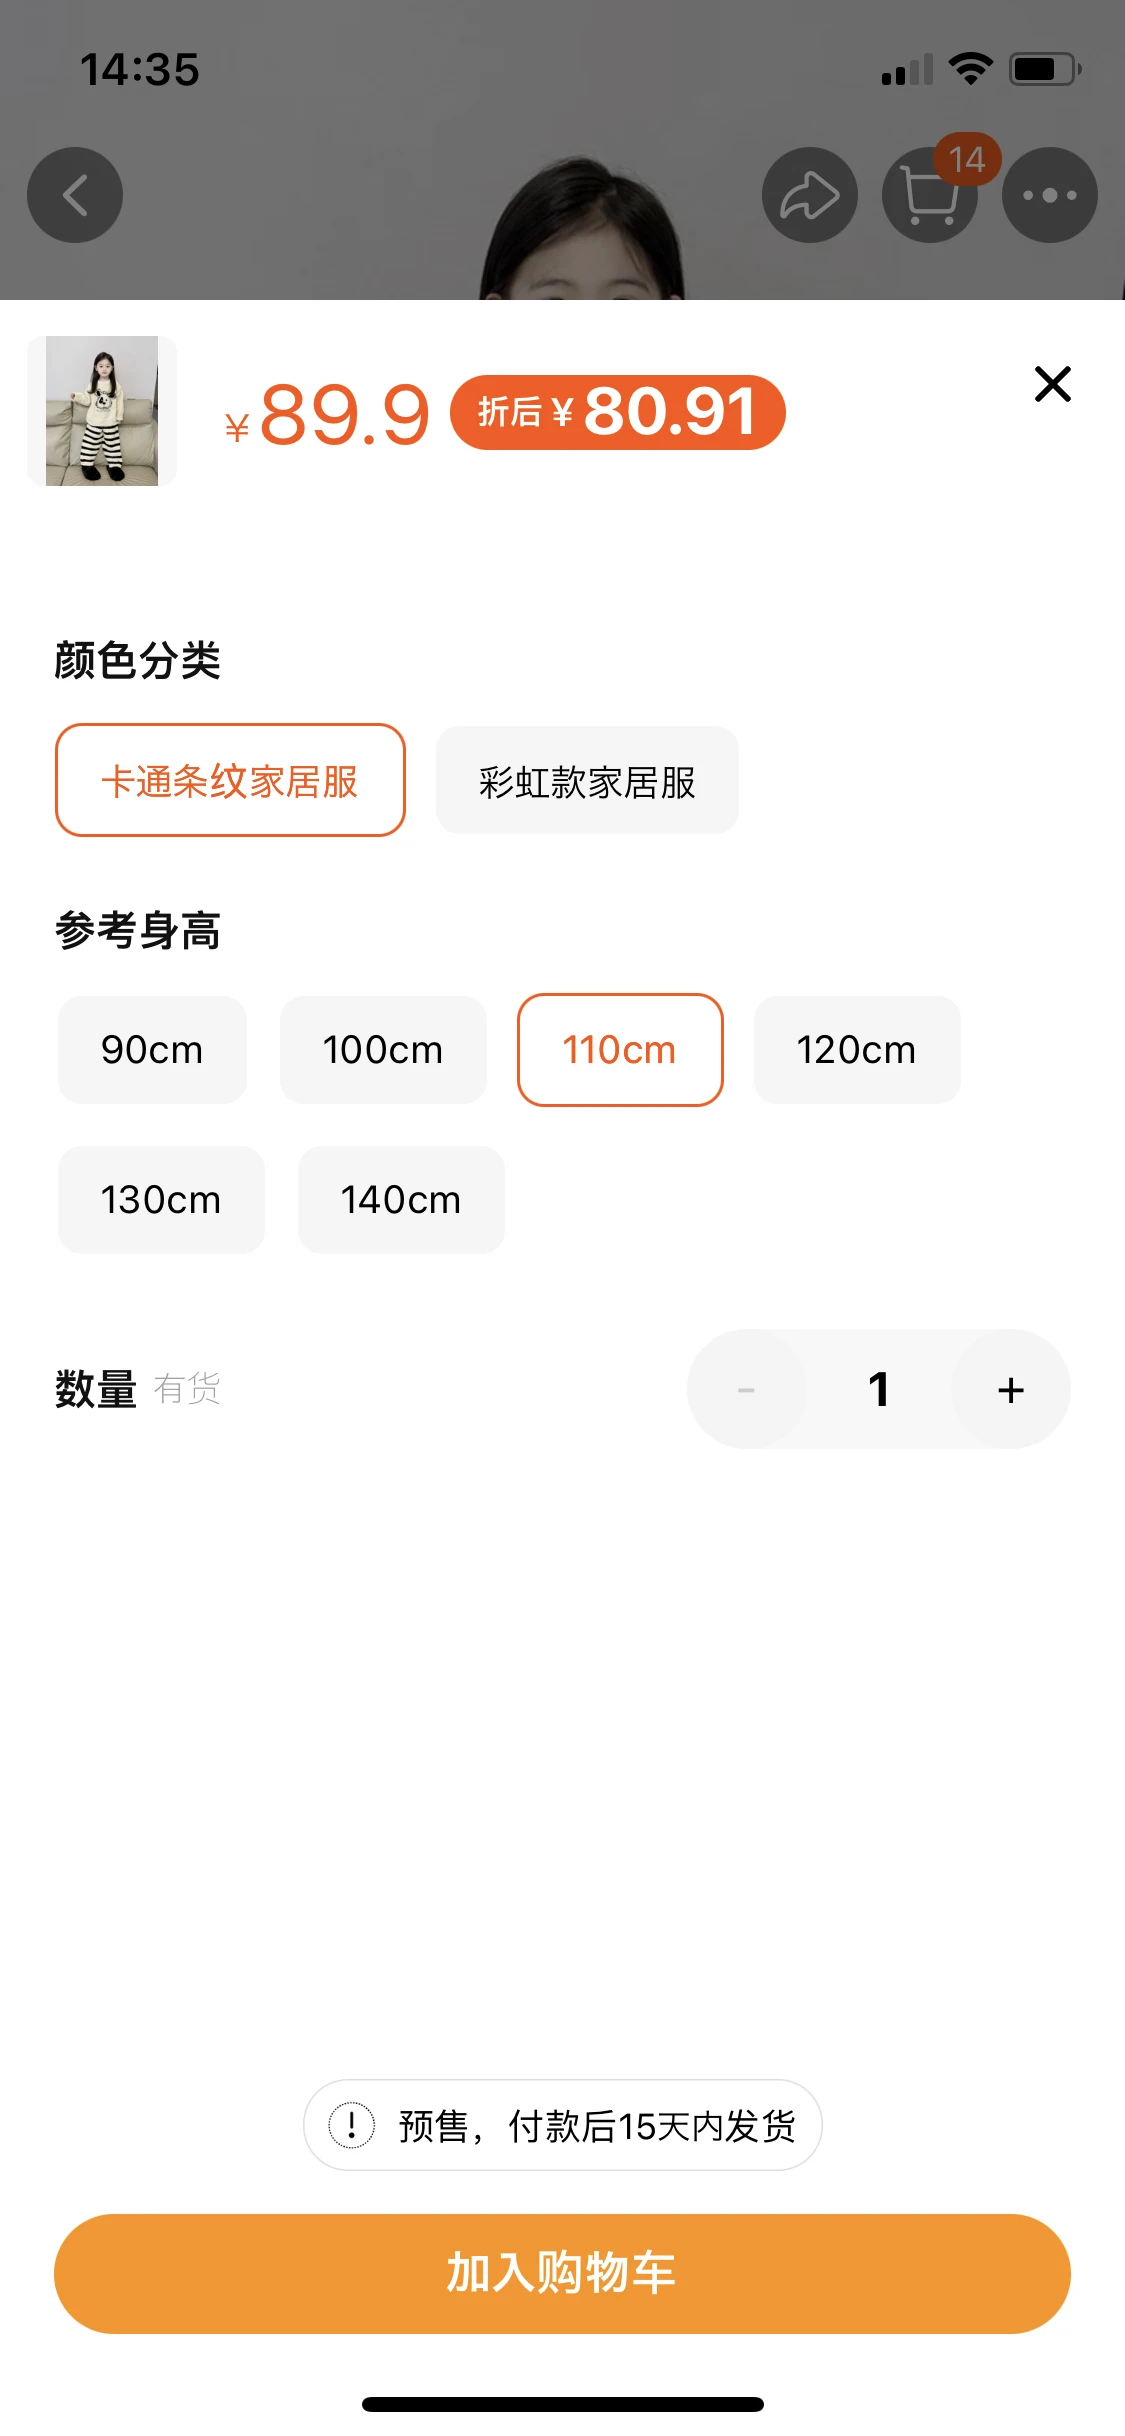 14:35
14
¥89.9 折后¥80.91
颜色分类
卡通条纹家居服 彩虹款家居服
参考身高
90cm 100cm 110cm 120cm
130cm 140cm
数量 有货 - 1 +
预售，付款后15天内发货
加入购物车